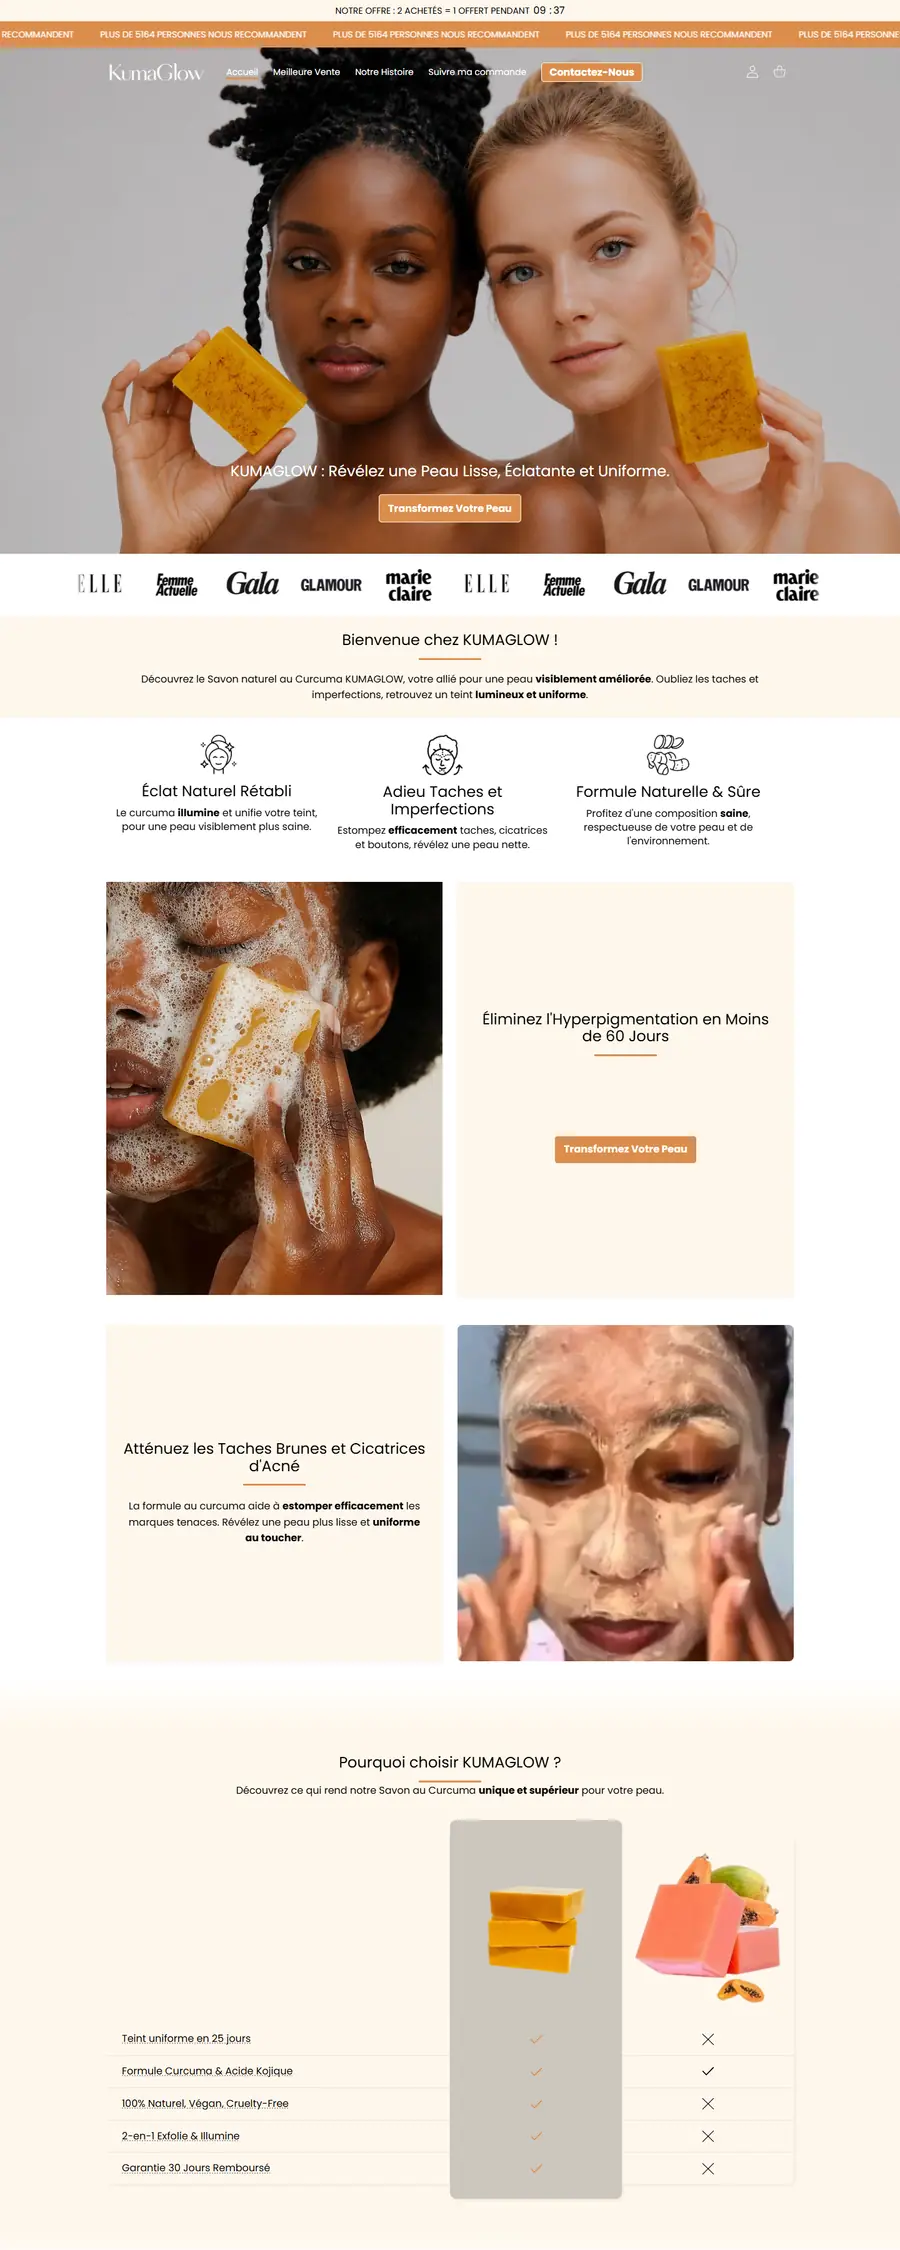 NOTRE OFFRE : 2 ACHETÉS = 1 OFFERT PENDANT 09 : 37
RECOMMANDENT PLUS DE 5164 PERSONNES NOUS RECOMMANDENT PLUS DE 5164 PERSONNES NOUS RECOMMANDENT PLUS DE 5164 PERSONNES NOUS RECOMMANDENT PLUS DE 5164 PERSONNE
KumaGlow Accueil Meilleure Vente Notre Histoire Suivre ma commande Contactez-Nous
KUMAGLOW : Révélez une Peau Lisse, Éclatante et Uniforme.
Transformez Votre Peau
ELLE Femme Actuelle Gala GLAMOUR marie claire ELLE Femme Actuelle Gala GLAMOUR marie claire
Bienvenue chez KUMAGLOW !
Découvrez le Savon naturel au Curcuma KUMAGLOW, votre allié pour une peau visiblement améliorée. Oubliez les taches et
imperfections, retrouvez un teint lumineux et uniforme.
Éclat Naturel Rétabli
Le curcuma illumine et unifie votre teint,
pour une peau visiblement plus saine.
Adieu Taches et
Imperfections
Estompez efficacement taches, cicatrices
et boutons, révélez une peau nette.
Formule Naturelle & Sûre
Profitez d'une composition saine,
respectueuse de votre peau et de
l'environnement.
Éliminez l'Hyperpigmentation en Moins
de 60 Jours
Transformez Votre Peau
Atténuez les Taches Brunes et Cicatrices
d'Acné
La formule au curcuma aide à estomper efficacement les
marques tenaces. Révélez une peau plus lisse et uniforme
au toucher.
Pourquoi choisir KUMAGLOW ?
Découvrez ce qui rend notre Savon au Curcuma unique et supérieur pour votre peau.
Teint uniforme en 25 jours
Formule Curcuma & Acide Kojique
100% Naturel, Végan, Cruelty-Free
2-en-1 Exfolie & Illumine
Garantie 30 Jours Remboursé